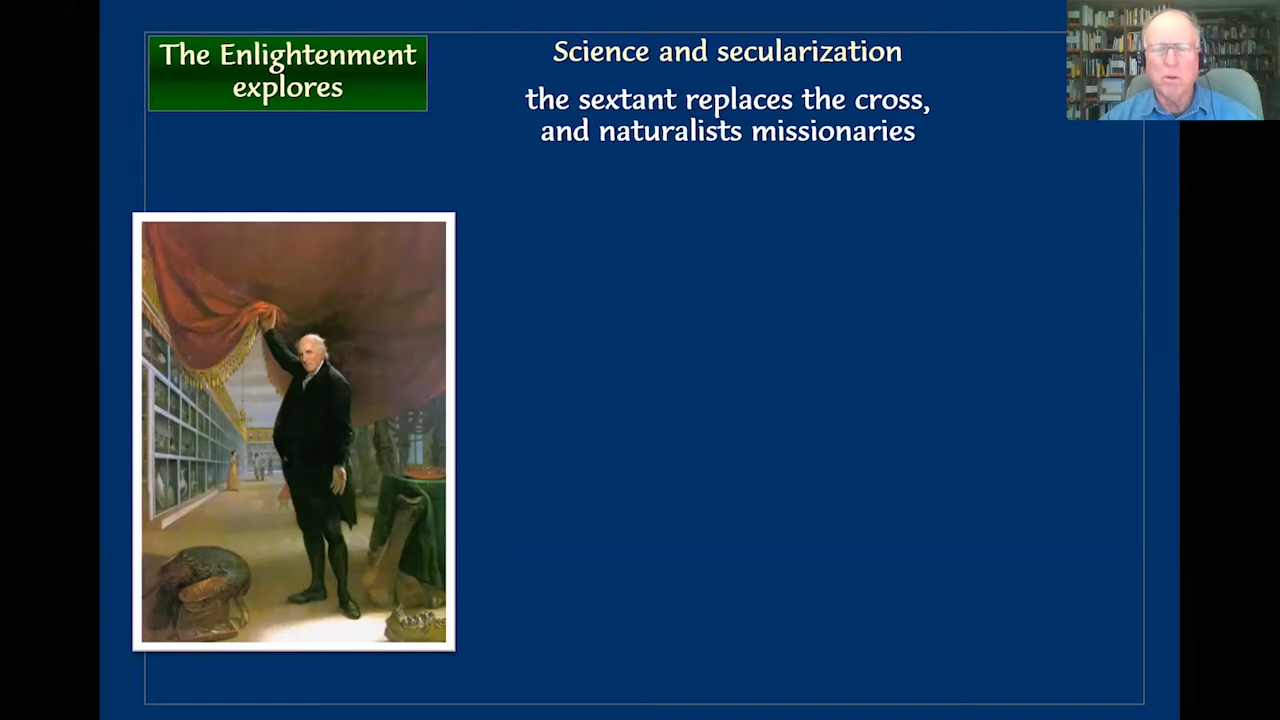 The Enlightenment
explores
Science and secularization
the sextant replaces the cross,
and naturalists missionaries